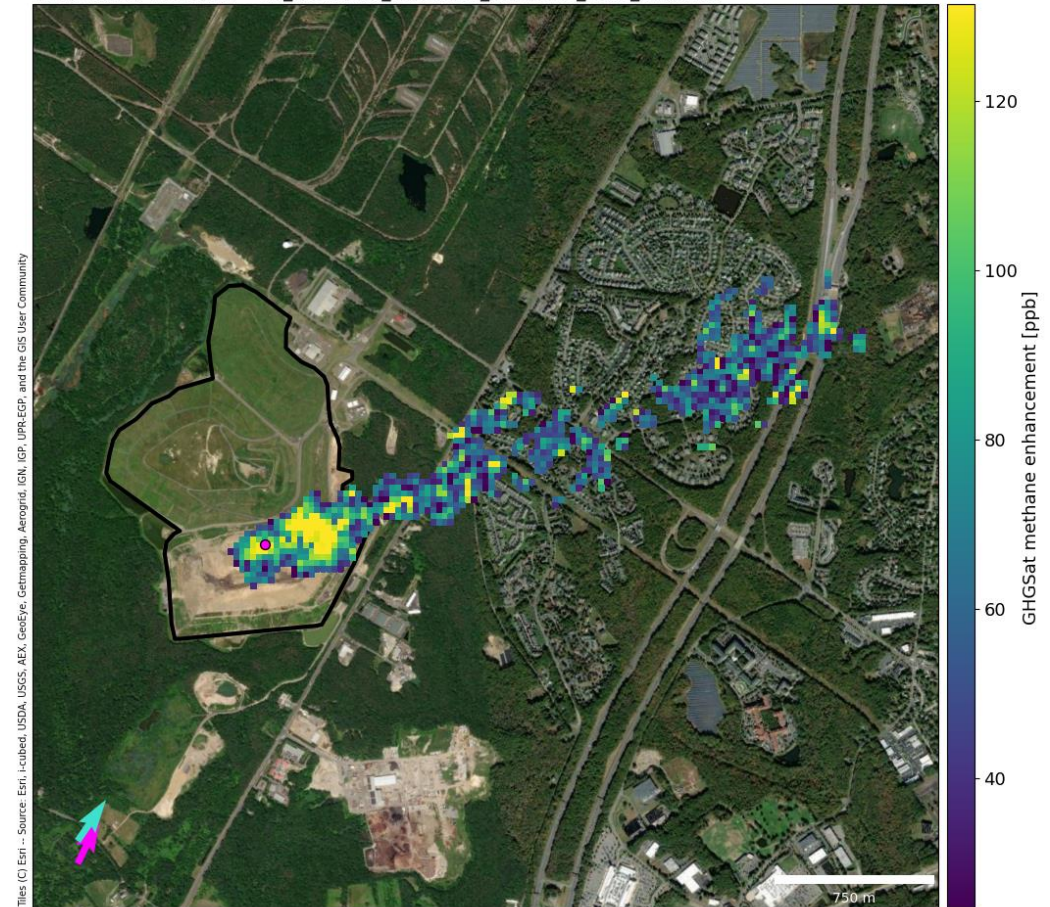 120
100
80
60
40
GHGSat methane enhancement [ppb]
750 m
Tiles (C) Esri -- Source: Esri, i-cubed, USDA, USGS, AEX, GeoEye, Getmapping, Aerogrid, IGN, IGP, UPR-EGP, and the GIS User Community